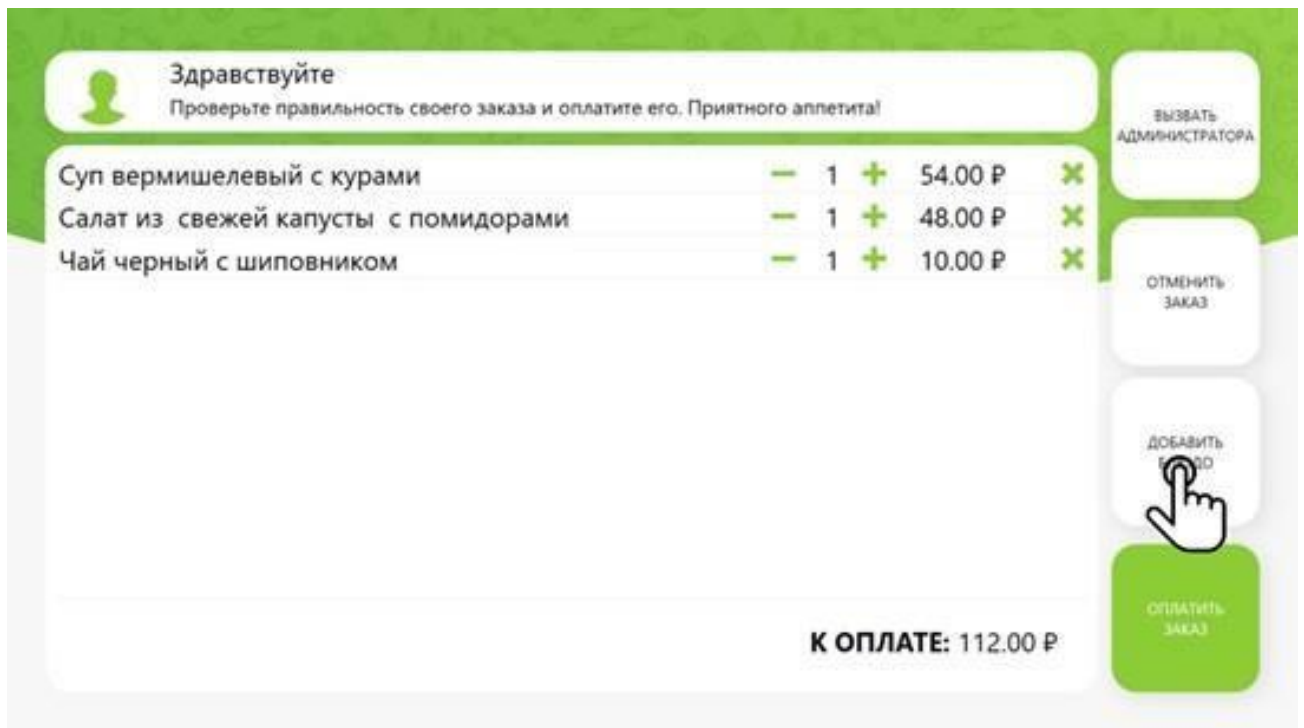 Здравствуйте
Проверьте правильность своего заказа и оплатите его. Приятного аппетита!
ВЫЗВАТЬ
АДМИНИСТРАТОРА
Суп вермишелевый с курами − 1 + 54.00 ₽
Салат из свежей капусты с помидорами − 1 + 48.00 ₽
Чай черный с шиповником − 1 + 10.00 ₽
ОТМЕНИТЬ
ЗАКАЗ
ДОБАВИТЬ
ОПЛАТИТЬ
ЗАКАЗ
К ОПЛАТЕ: 112.00 ₽